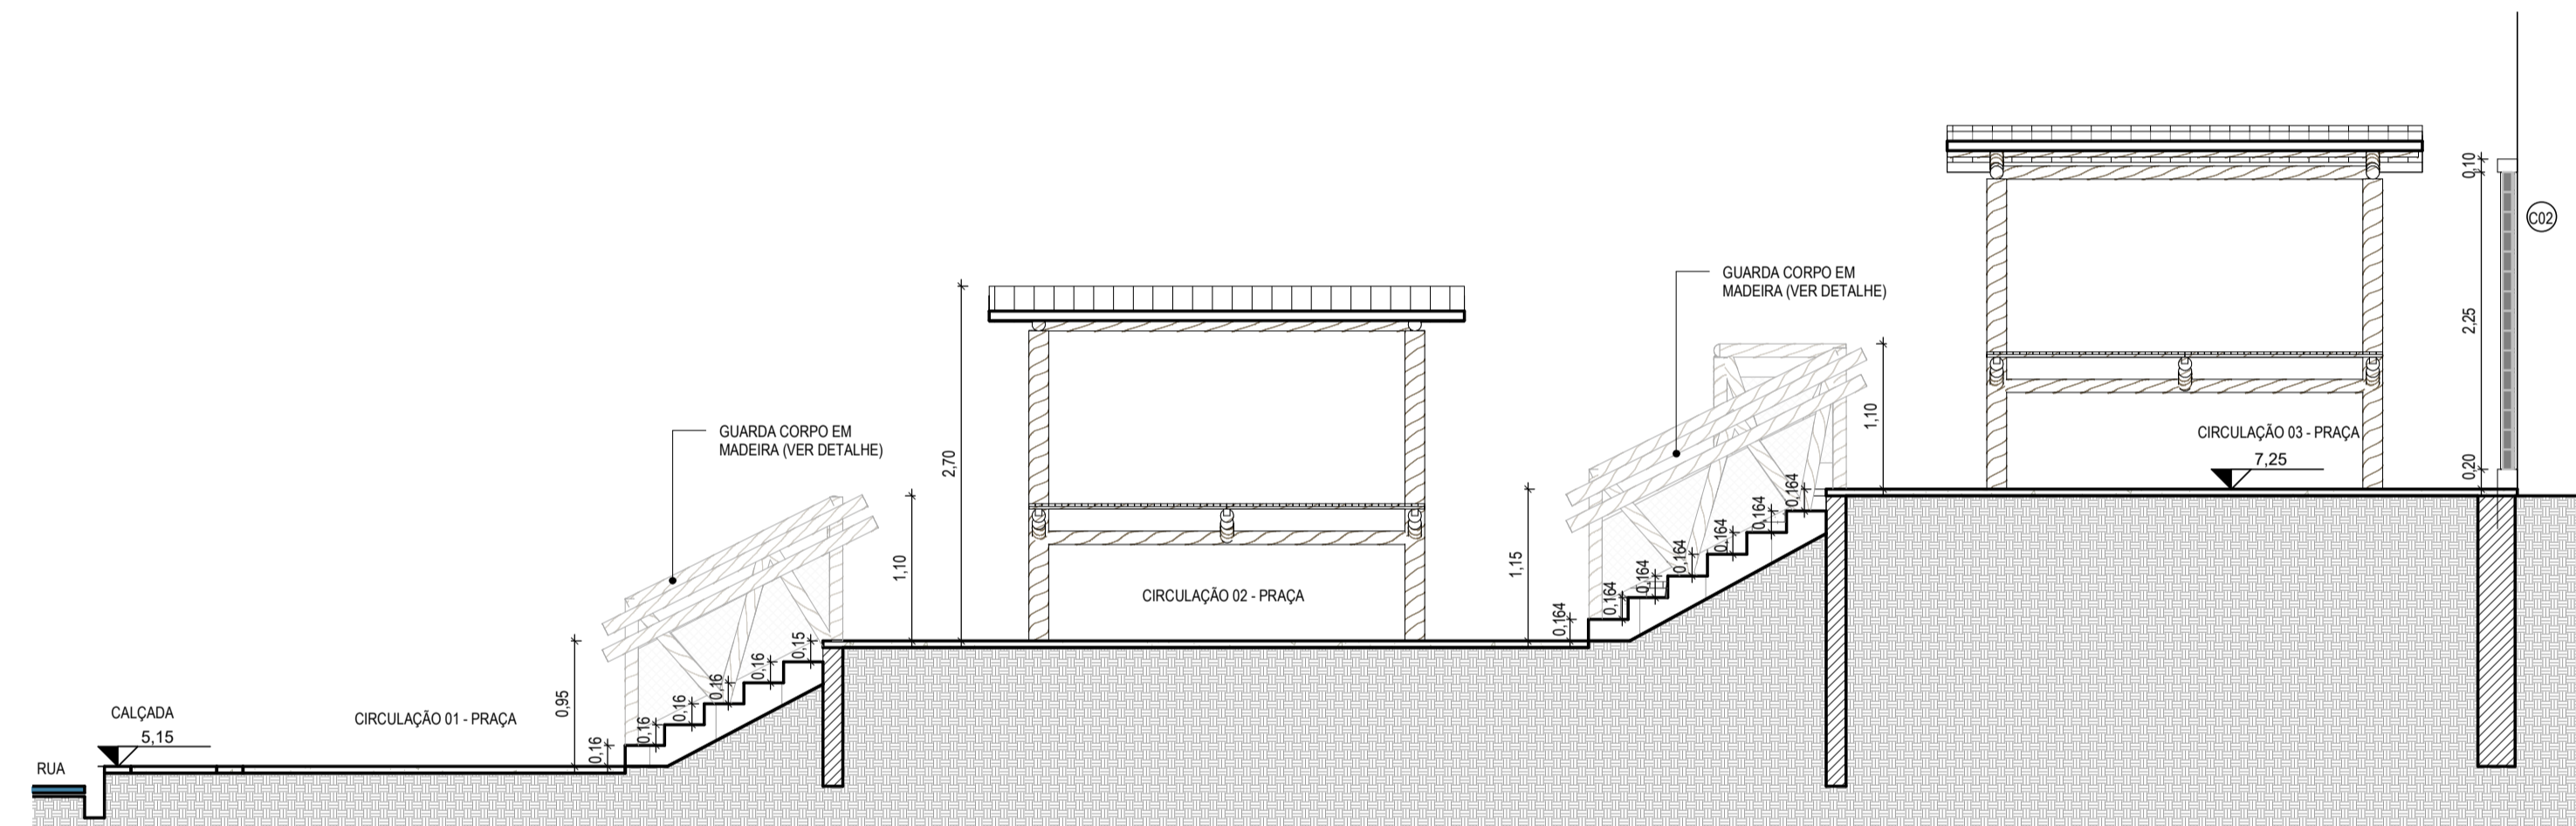 RUA
CALÇADA
5,15
CIRCULAÇÃO 01 - PRAÇA
0,95
0,16
0,16
0,16
0,16
0,16
0,15
GUARDA CORPO EM
MADEIRA (VER DETALHE)
1,10
2,70
CIRCULAÇÃO 02 - PRAÇA
1,15
0,164
0,164
0,164
0,164
0,164
0,164
0,164
GUARDA CORPO EM
MADEIRA (VER DETALHE)
1,10
CIRCULAÇÃO 03 - PRAÇA
7,25
0,10
2,25
0,20
C02